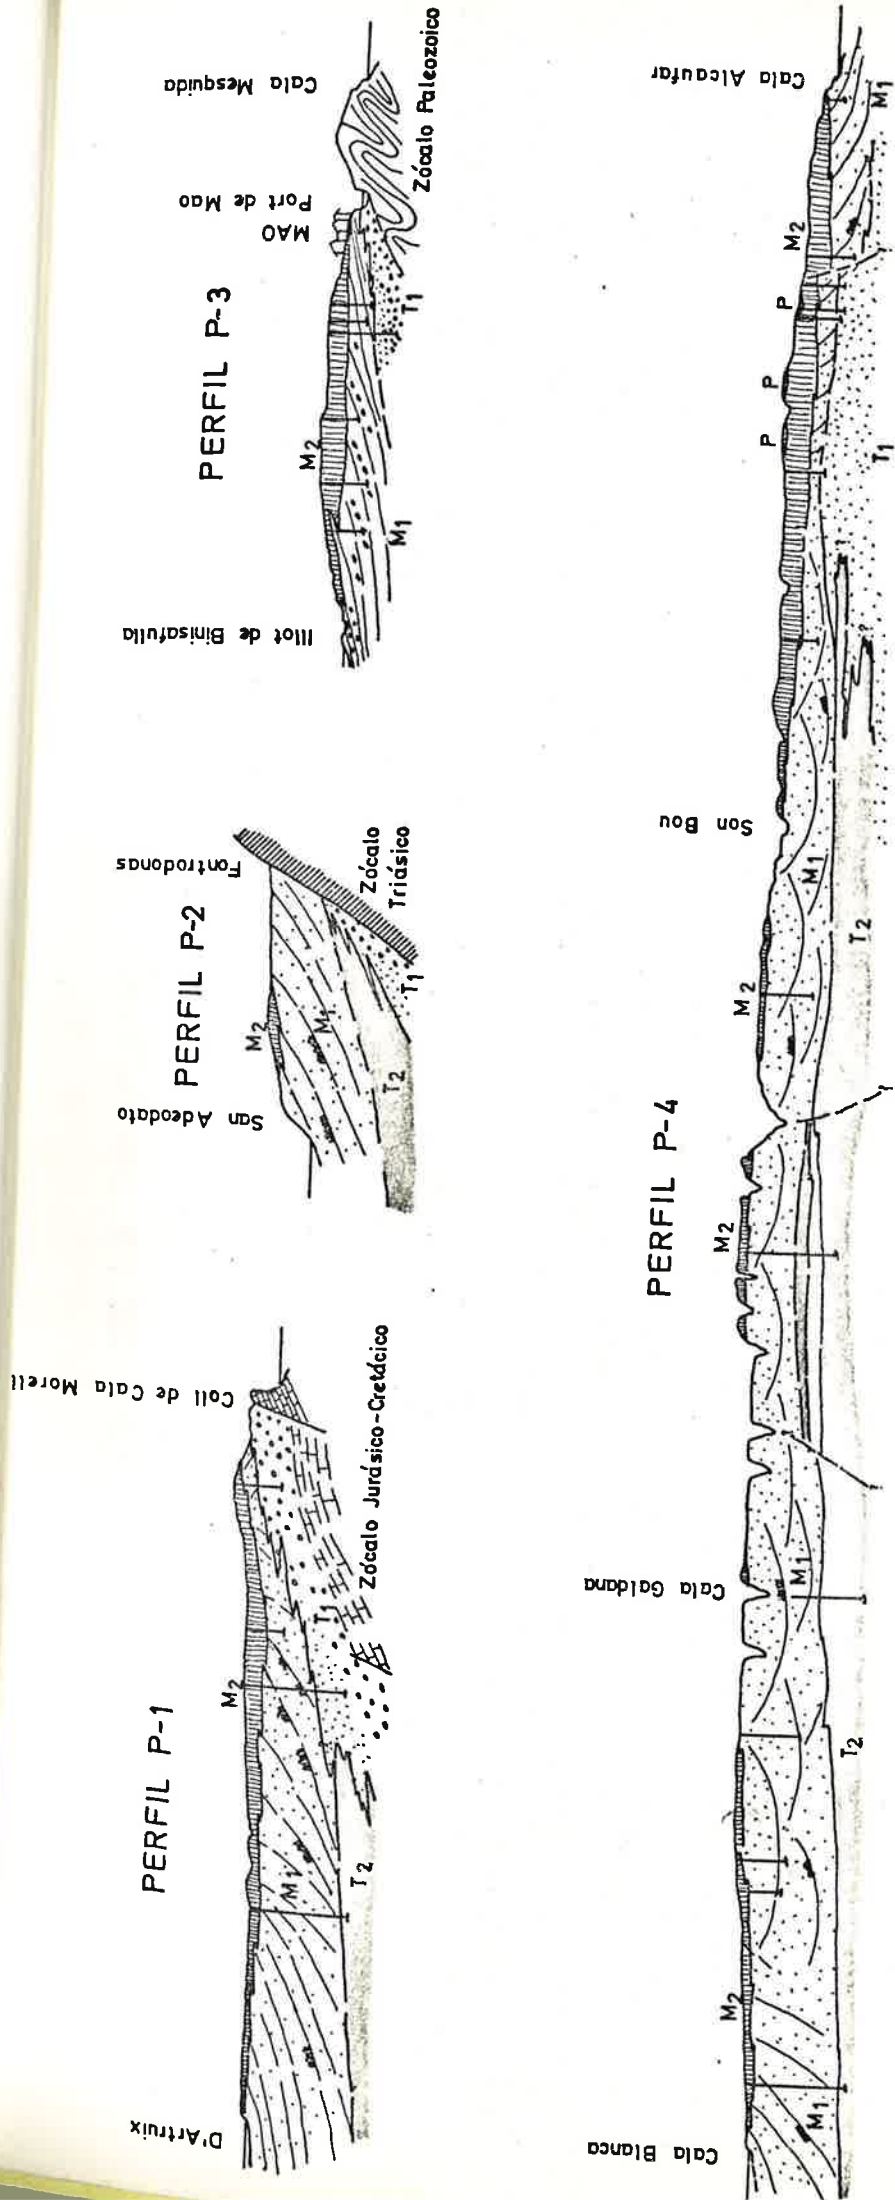 PERFIL P-1
D'Artruix
Coll de Cala Morell
M2
M1
T1
T2
Zócalo Jurásico-Cretácico
PERFIL P-2
San Adeodato
Fontrodonas
M2
M1
T2
T1
Zócalo
Triásico
PERFIL P-3
Illot de Binisafulla
MAO
Port de Mao
Cala Mesquida
M2
M1
T1
Zócalo Paleozoico
PERFIL P-4
Cala Blanca
Cala Galdana
Son Bou
Cala Alcaufar
M2
M2
M2
P
P
P
M2
M1
M1
M1
M1
T2
T2
T1
?
?
?
?
?